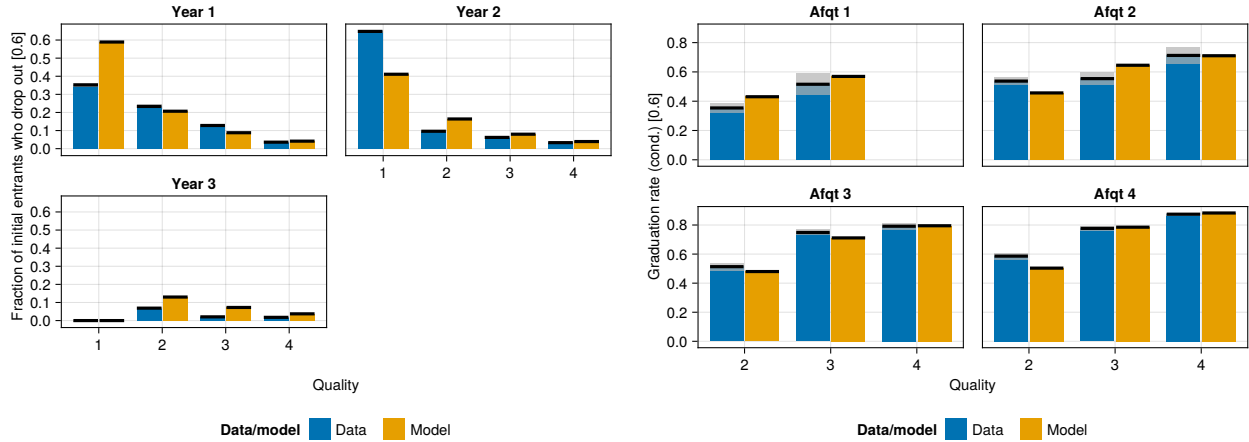 Year 1
Year 2
Fraction of initial entrants who drop out [0.6]
0.6
0.5
0.4
0.3
0.2
0.1
0.0
1 2 3 4
Year 3
0.6
0.5
0.4
0.3
0.2
0.1
0.0
1 2 3 4
Quality
Data/model Data Model
Afqt 1
Afqt 2
Graduation rate (cond.) [0.6]
0.8
0.6
0.4
0.2
0.0
Afqt 3
Afqt 4
0.8
0.6
0.4
0.2
0.0
2 3 4
2 3 4
Quality
Data/model Data Model